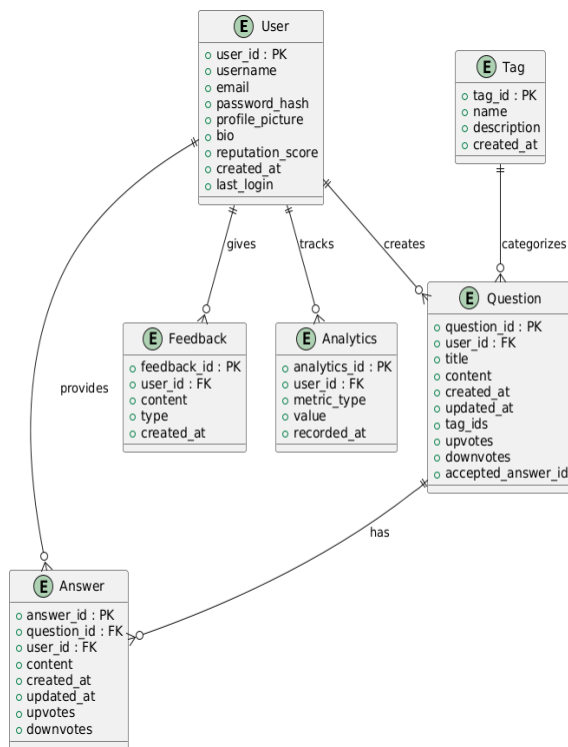 E User
user_id : PK
username
email
password_hash
profile_picture
bio
reputation_score
created_at
last_login
E Tag
tag_id : PK
name
description
created_at
gives
tracks
creates
categorizes
E Feedback
feedback_id : PK
user_id : FK
content
type
created_at
E Analytics
analytics_id : PK
user_id : FK
metric_type
value
recorded_at
E Question
question_id : PK
user_id : FK
title
content
created_at
updated_at
tag_ids
upvotes
downvotes
accepted_answer_id
provides
has
E Answer
answer_id : PK
question_id : FK
user_id : FK
content
created_at
updated_at
upvotes
downvotes